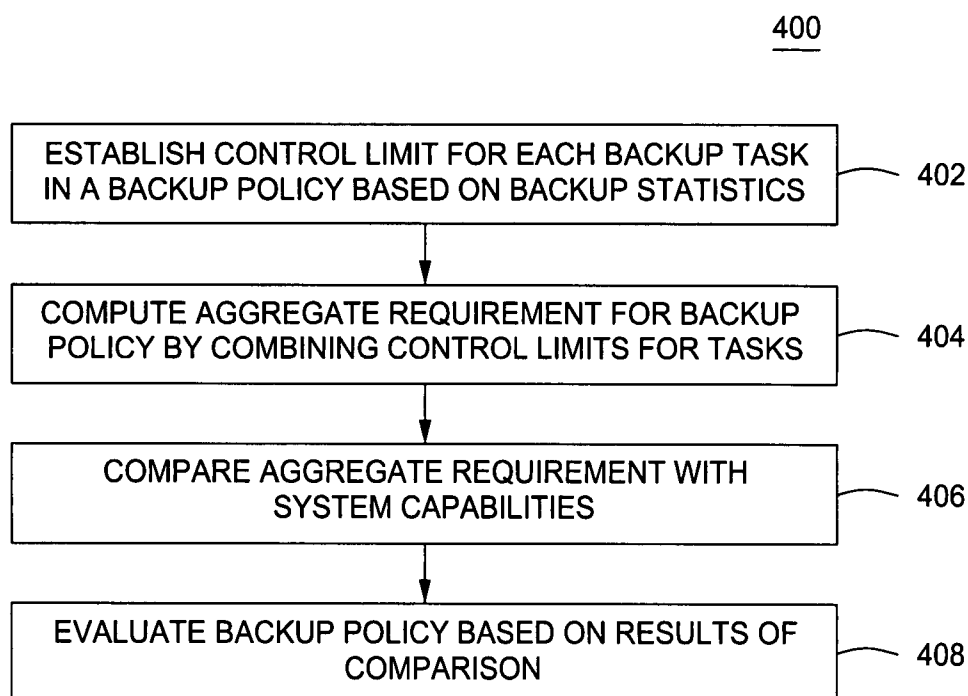 400
ESTABLISH CONTROL LIMIT FOR EACH BACKUP TASK
IN A BACKUP POLICY BASED ON BACKUP STATISTICS
402
COMPUTE AGGREGATE REQUIREMENT FOR BACKUP
POLICY BY COMBINING CONTROL LIMITS FOR TASKS
404
COMPARE AGGREGATE REQUIREMENT WITH
SYSTEM CAPABILITIES
406
EVALUATE BACKUP POLICY BASED ON RESULTS OF
COMPARISON
408